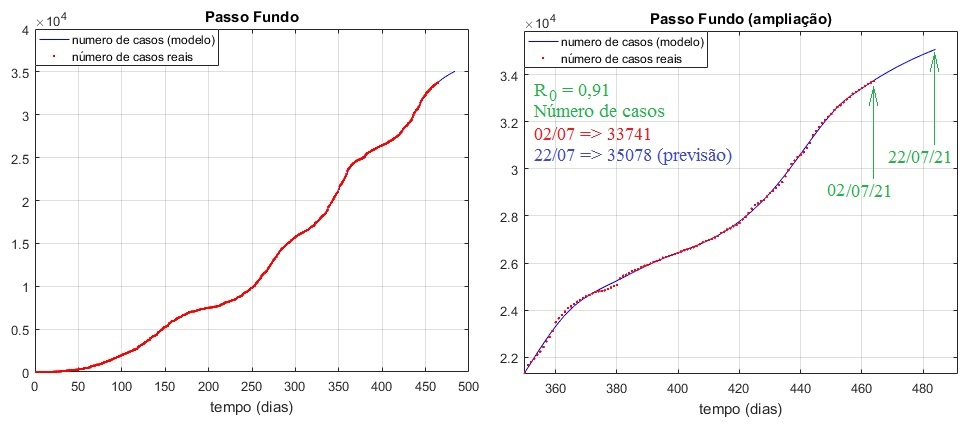 Passo Fundo
×10⁴
numero de casos (modelo)
número de casos reais
4
3.5
3
2.5
2
1.5
1
0.5
0
0 50 100 150 200 250 300 350 400 450 500
tempo (dias)
Passo Fundo (ampliação)
×10⁴
numero de casos (modelo)
número de casos reais
3.4
3.2
3
2.8
2.6
2.4
2.2
R0 = 0,91
Número de casos
02/07 => 33741
22/07 => 35078 (previsão)
22/07/21
02/07/21
360 380 400 420 440 460 480
tempo (dias)